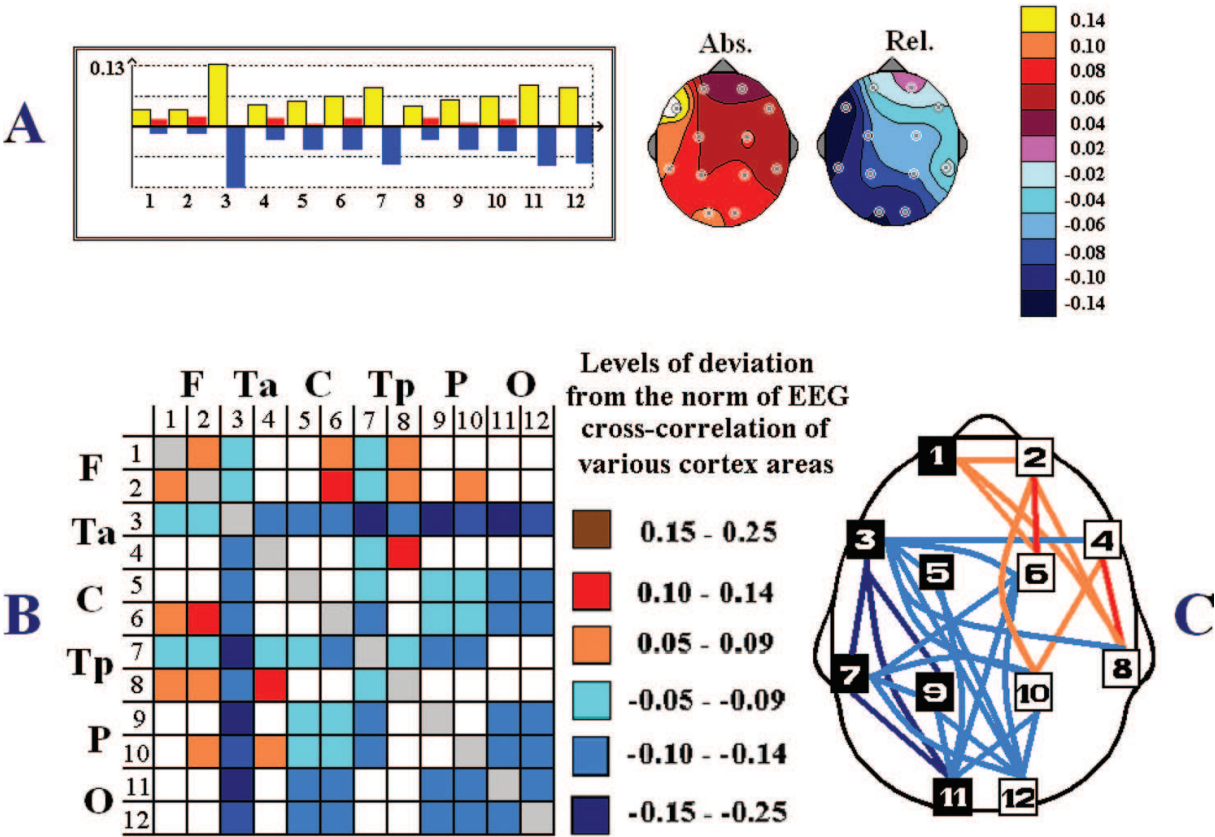 A
0.13
1 2 3 4 5 6 7 8 9 10 11 12
Abs.
Rel.
0.14
0.10
0.08
0.06
0.04
0.02
-0.02
-0.04
-0.06
-0.08
-0.10
-0.14
B
F Ta C Tp P O
1 2 3 4 5 6 7 8 9 10 11 12
F
Ta
C
Tp
P
O
1
2
3
4
5
6
7
8
9
10
11
12
Levels of deviation
from the norm of EEG
cross-correlation of
various cortex areas
0.15 - 0.25
0.10 - 0.14
0.05 - 0.09
-0.05 - -0.09
-0.10 - -0.14
-0.15 - -0.25
C
1 2
3 4
5 6
7 8
9 10
11 12